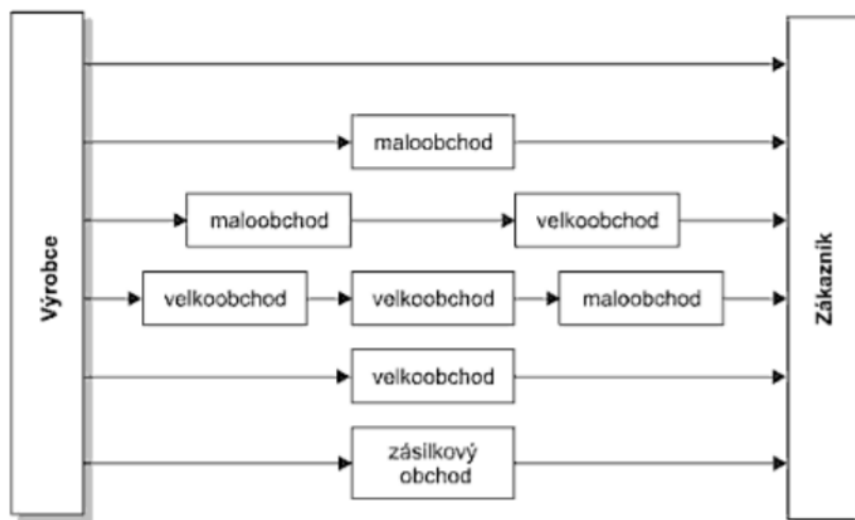 Výrobce
maloobchod
maloobchod
velkoobchod
velkoobchod
velkoobchod
maloobchod
velkoobchod
zásilkový
obchod
Zákazník